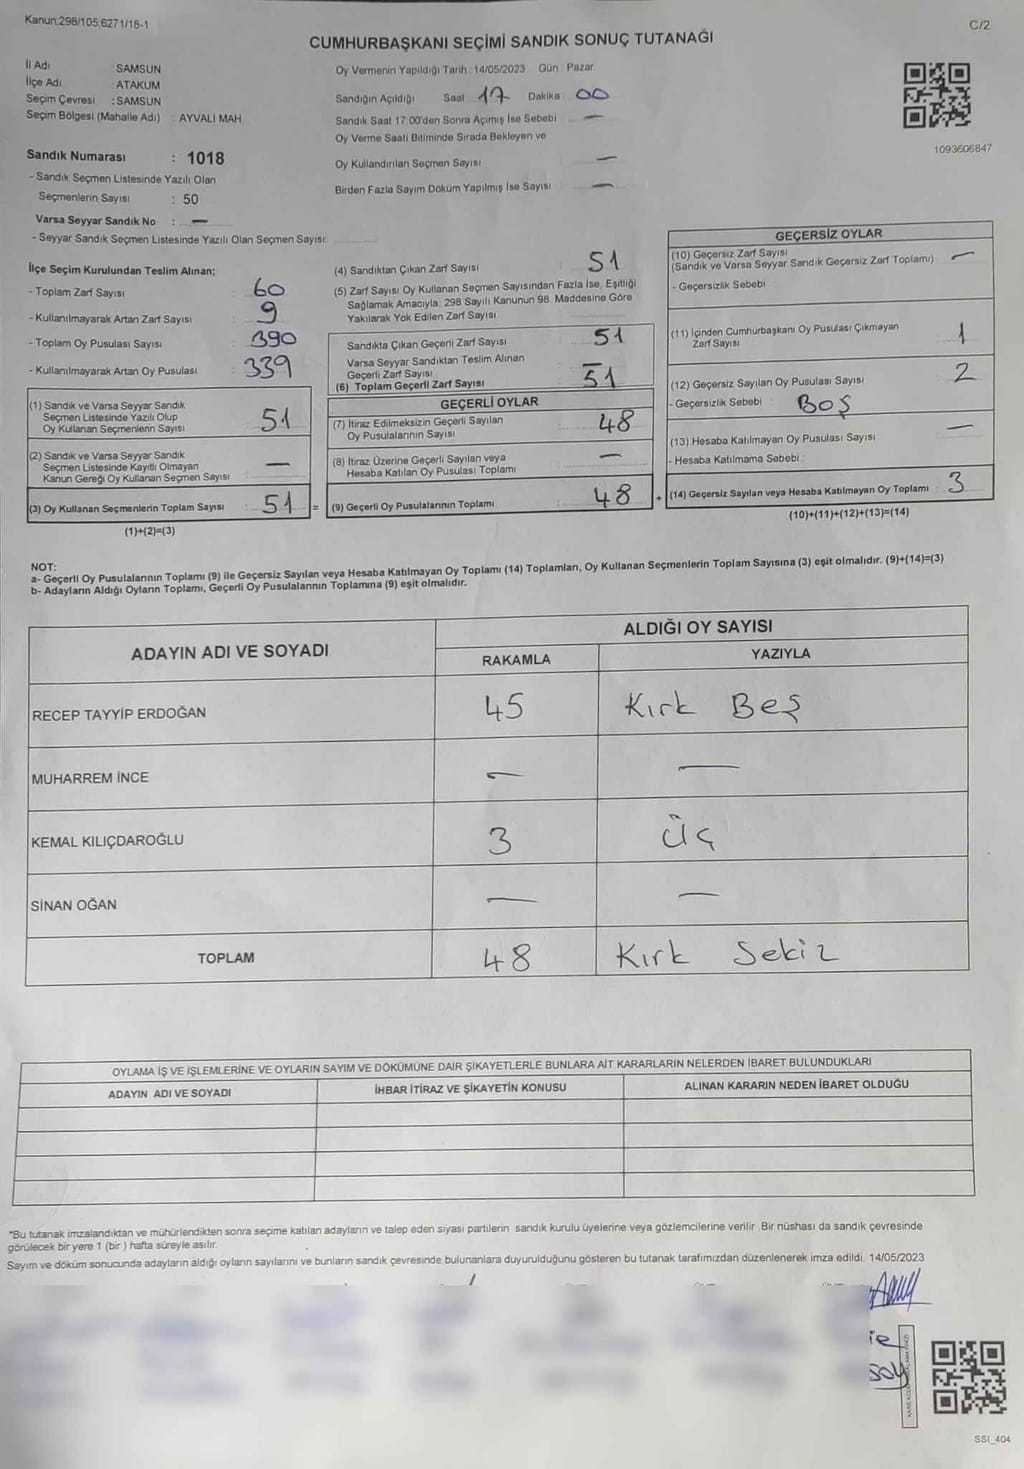 Kanun:298/105,6271/18-1
C/2
CUMHURBAŞKANI SEÇİMİ SANDIK SONUÇ TUTANAĞI
İl Adı : SAMSUN
İlçe Adı : ATAKUM
Seçim Çevresi : SAMSUN
Seçim Bölgesi (Mahalle Adı) : AYVALI MAH.
Sandık Numarası : 1018
- Sandık Seçmen Listesinde Yazılı Olan
Seçmenlerin Sayısı : 50
Varsa Seyyar Sandık No : —
- Seyyar Sandık Seçmen Listesinde Yazılı Olan Seçmen Sayısı:
Oy Vermenin Yapıldığı Tarih : 14/05/2023 Gün : Pazar
Sandığın Açıldığı Saat 17 Dakika 00
Sandık Saat 17:00'den Sonra Açımış İse Sebebi —
Oy Verme Saati Bitiminde Sırada Bekleyen ve
Oy Kullandırılan Seçmen Sayısı —
Birden Fazla Sayım Döküm Yapılmış İse Sayısı —
1093606847
İlçe Seçim Kurulundan Teslim Alınan;
- Toplam Zarf Sayısı : 60
- Kullanılmayarak Artan Zarf Sayısı : 9
- Toplam Oy Pusulası Sayısı : 390
- Kullanılmayarak Artan Oy Pusulası : 339
(1) Sandık ve Varsa Seyyar Sandık
Seçmen Listesinde Yazılı Olup
Oy Kullanan Seçmenlerin Sayısı : 51
(2) Sandık ve Varsa Seyyar Sandık
Seçmen Listesinde Kayıtlı Olmayan
Kanun Gereği Oy Kullanan Seçmen Sayısı —
(3) Oy Kullanan Seçmenlerin Toplam Sayısı : 51
(1)+(2)=(3)
(4) Sandıktan Çıkan Zarf Sayısı 51
(5) Zarf Sayısı Oy Kullanan Seçmen Sayısından Fazla İse, Eşitliği
Sağlamak Amacıyla; 298 Sayılı Kanunun 98. Maddesine Göre
Yakılarak Yok Edilen Zarf Sayısı
Sandıkta Çıkan Geçerli Zarf Sayısı 51
Varsa Seyyar Sandıktan Teslim Alınan
Geçerli Zarf Sayısı —
(6) Toplam Geçerli Zarf Sayısı 51
GEÇERLİ OYLAR
(7) İtiraz Edilmeksizin Geçerli Sayılan
Oy Pusulalarının Sayısı 48
(8) İtiraz Üzerine Geçerli Sayılan veya
Hesaba Katılan Oy Pusulası Toplamı —
= (9) Geçerli Oy Pusulalarının Toplamı 48
GEÇERSİZ OYLAR
(10) Geçersiz Zarf Sayısı —
(Sandık ve Varsa Seyyar Sandık Geçersiz Zarf Toplamı)
- Geçersizlik Sebebi :
(11) İçinden Cumhurbaşkanı Oy Pusulası Çıkmayan
Zarf Sayısı 1
(12) Geçersiz Sayılan Oy Pusulası Sayısı 2
- Geçersizlik Sebebi : BOŞ
(13) Hesaba Katılmayan Oy Pusulası Sayısı —
- Hesaba Katılmama Sebebi :
+ (14) Geçersiz Sayılan veya Hesaba Katılmayan Oy Toplamı : 3
(10)+(11)+(12)+(13)=(14)
NOT:
a- Geçerli Oy Pusulalarının Toplamı (9) ile Geçersiz Sayılan veya Hesaba Katılmayan Oy Toplamı (14) Toplamları, Oy Kullanan Seçmenlerin Toplam Sayısına (3) eşit olmalıdır. (9)+(14)=(3)
b- Adayların Aldığı Oyların Toplamı, Geçerli Oy Pusulalarının Toplamına (9) eşit olmalıdır.
ADAYIN ADI VE SOYADI
ALDIĞI OY SAYISI
RAKAMLA YAZIYLA
RECEP TAYYİP ERDOĞAN 45 Kırk Beş
MUHARREM İNCE — —
KEMAL KILIÇDAROĞLU 3 Üç
SİNAN OĞAN — —
TOPLAM 48 Kırk Sekiz
OYLAMA İŞ VE İŞLEMLERİNE VE OYLARIN SAYIM VE DÖKÜMÜNE DAİR ŞİKAYETLERLE BUNLARA AİT KARARLARIN NELERDEN İBARET BULUNDUKLARI
ADAYIN ADI VE SOYADI İHBAR İTİRAZ VE ŞİKAYETİN KONUSU ALINAN KARARIN NEDEN İBARET OLDUĞU
*Bu tutanak imzalandıktan ve mühürlendikten sonra seçime katılan adayların ve talep eden siyasi partilerin sandık kurulu üyelerine veya gözlemcilerine verilir .Bir nüshası da sandık çevresinde
görülecek bir yere 1 (bir ) hafta süreyle asılır.
Sayım ve döküm sonucunda adayların aldığı oyların sayılarını ve bunların sandık çevresinde bulunanlara duyurulduğunu gösteren bu tutanak tarafımızdan düzenlenerek imza edildi. 14/05/2023
SSI_404